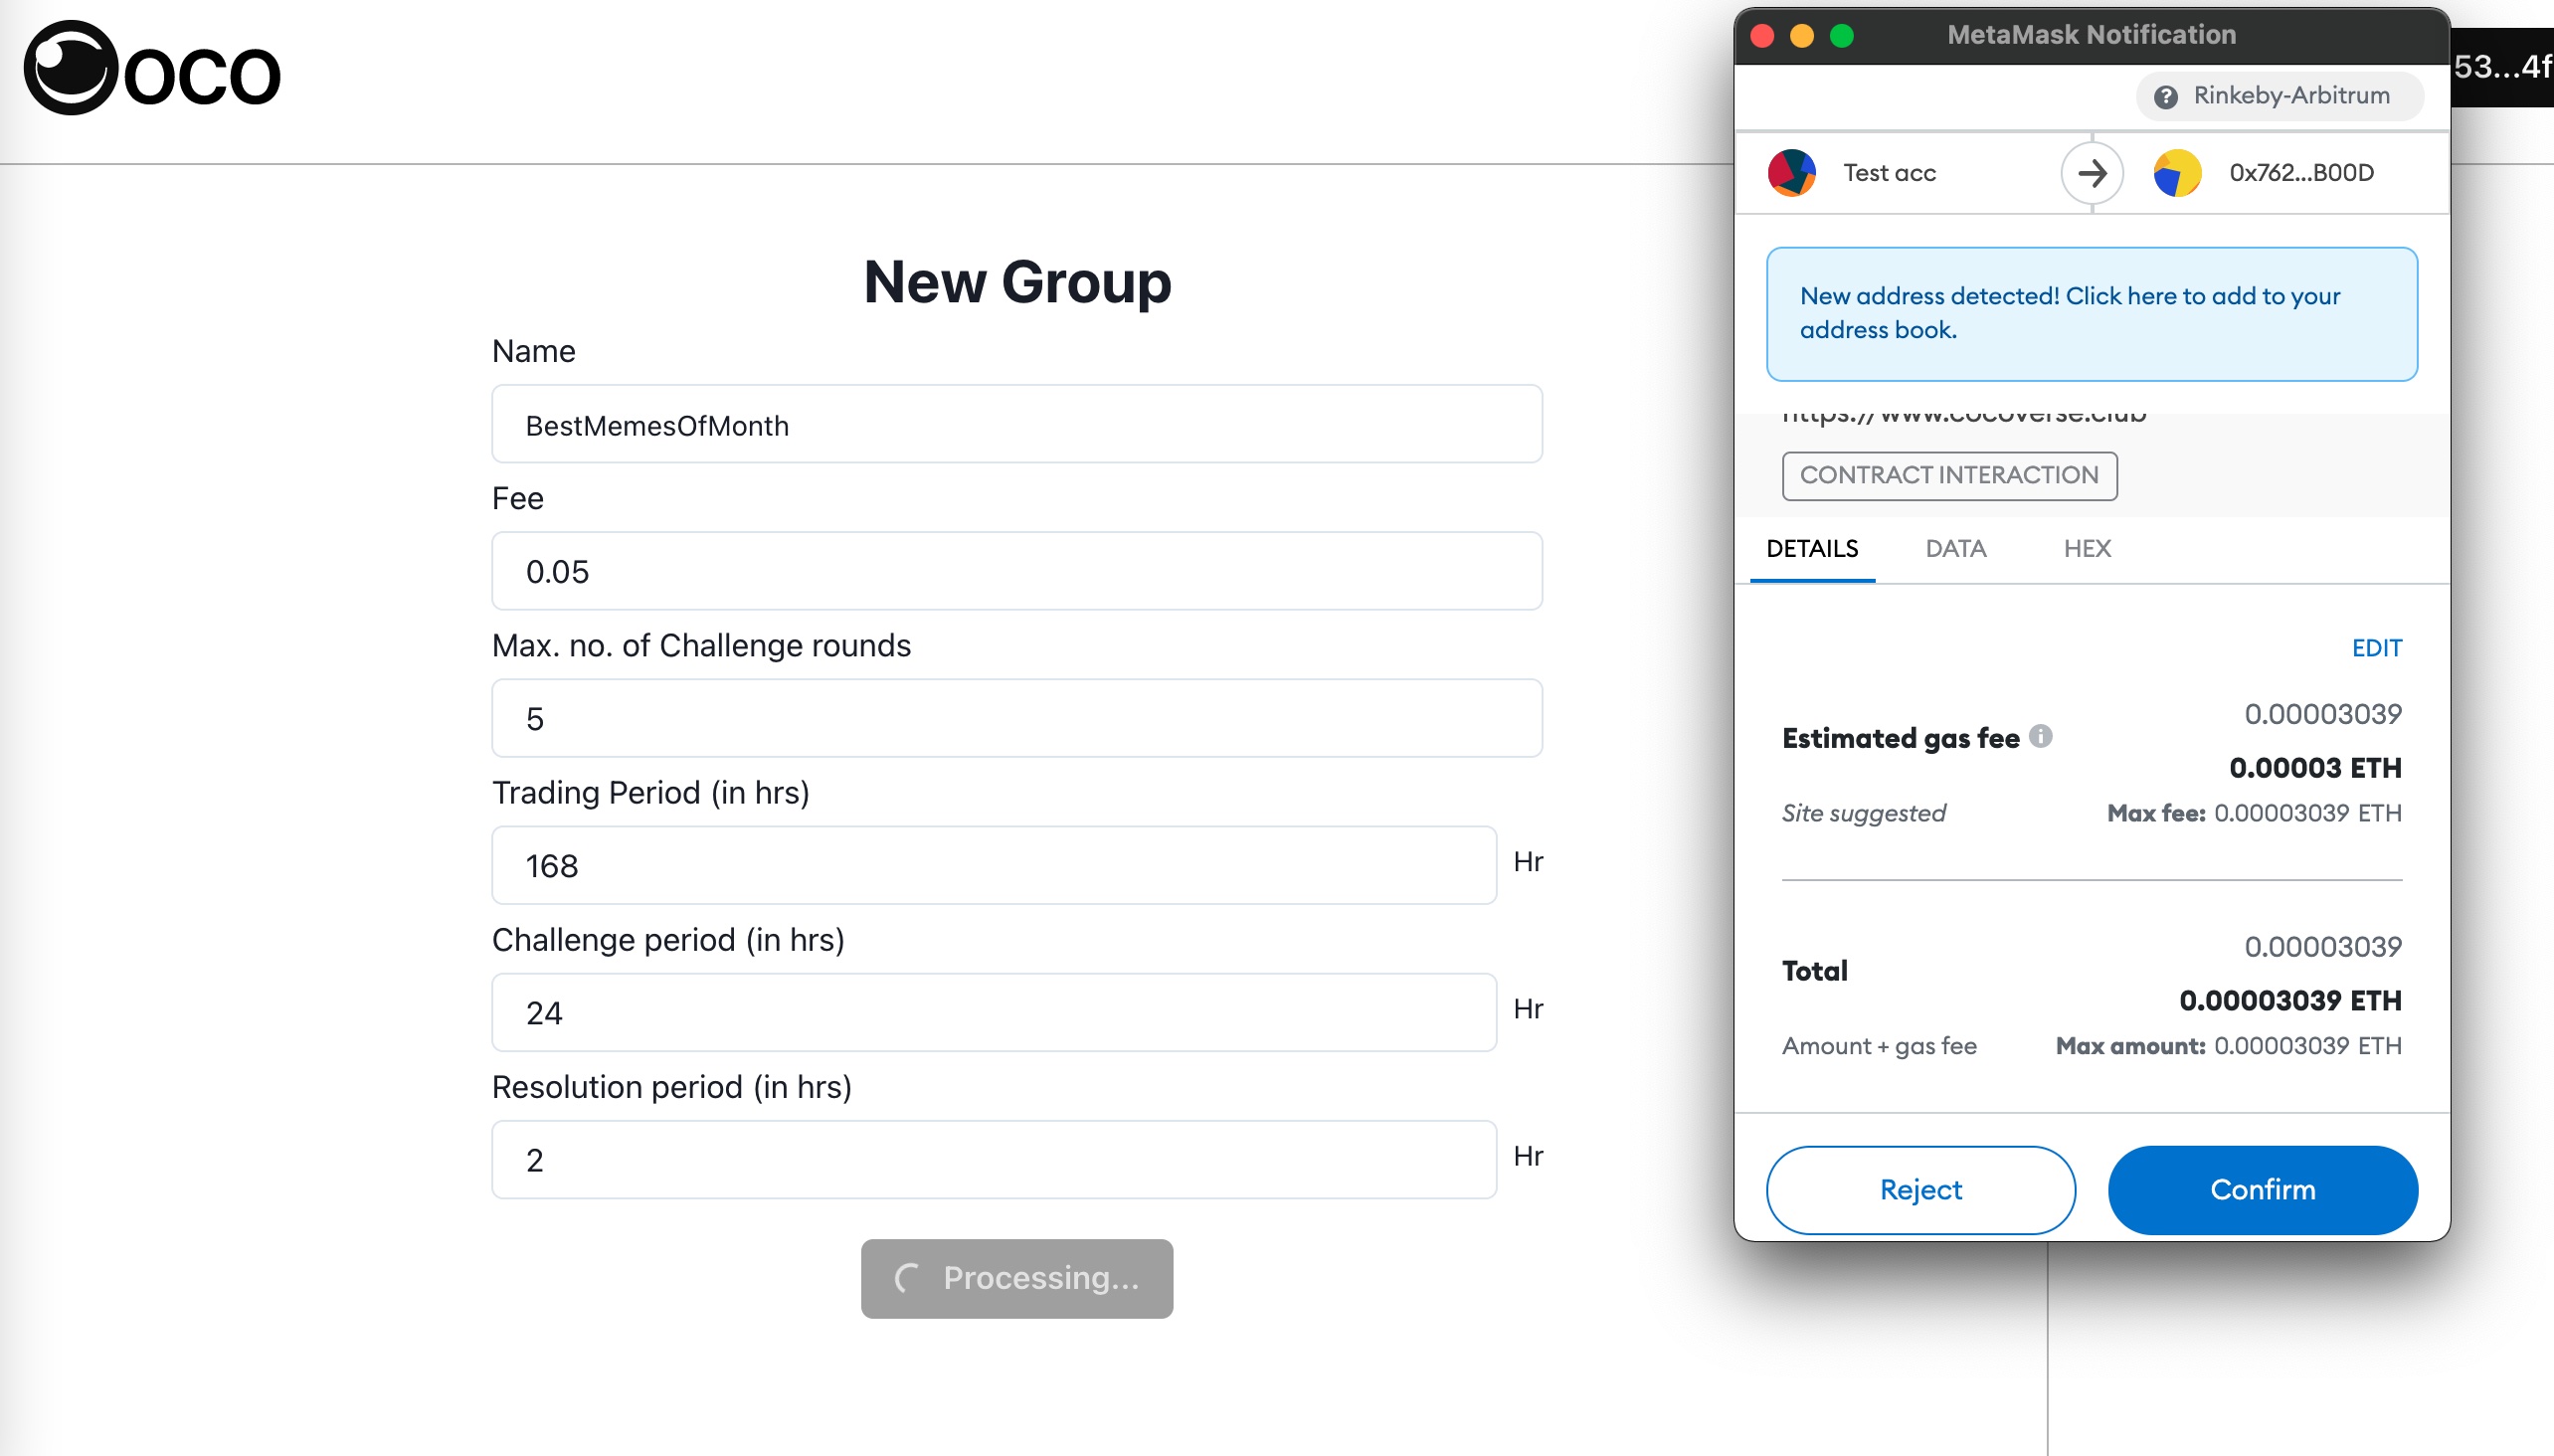 Coco
New Group
Name
BestMemesOfMonth
Fee
0.05
Max. no. of Challenge rounds
5
Trading Period (in hrs)
168
Hr
Challenge period (in hrs)
24
Hr
Resolution period (in hrs)
2
Hr
Processing...
53...4f
MetaMask Notification
Rinkeby-Arbitrum
Test acc
0x762...B00D
New address detected! Click here to add to your
address book.
https://www.cocoverse.club
CONTRACT INTERACTION
DETAILS DATA HEX
EDIT
0.00003039
Estimated gas fee
0.00003 ETH
Site suggested
Max fee: 0.00003039 ETH
0.00003039
Total
0.00003039 ETH
Amount + gas fee
Max amount: 0.00003039 ETH
Reject
Confirm